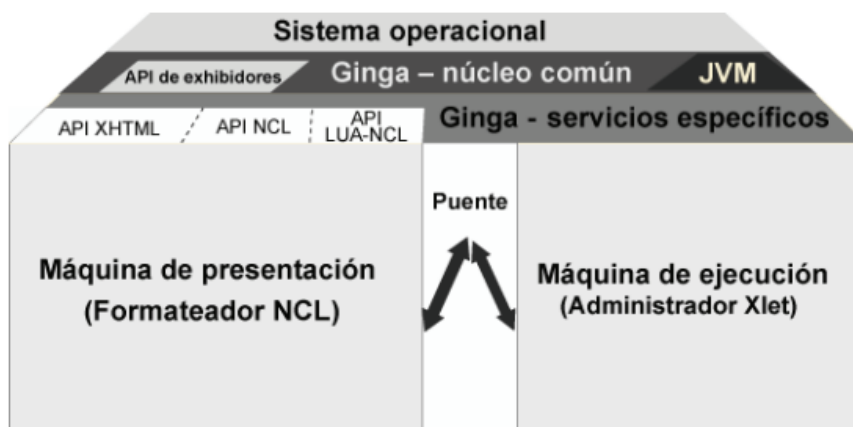 Sistema operacional
API de exhibidores
Ginga – núcleo común
JVM
API XHTML
API NCL
API
LUA-NCL
Ginga - servicios específicos
Máquina de presentación
(Formateador NCL)
Puente
Máquina de ejecución
(Administrador Xlet)